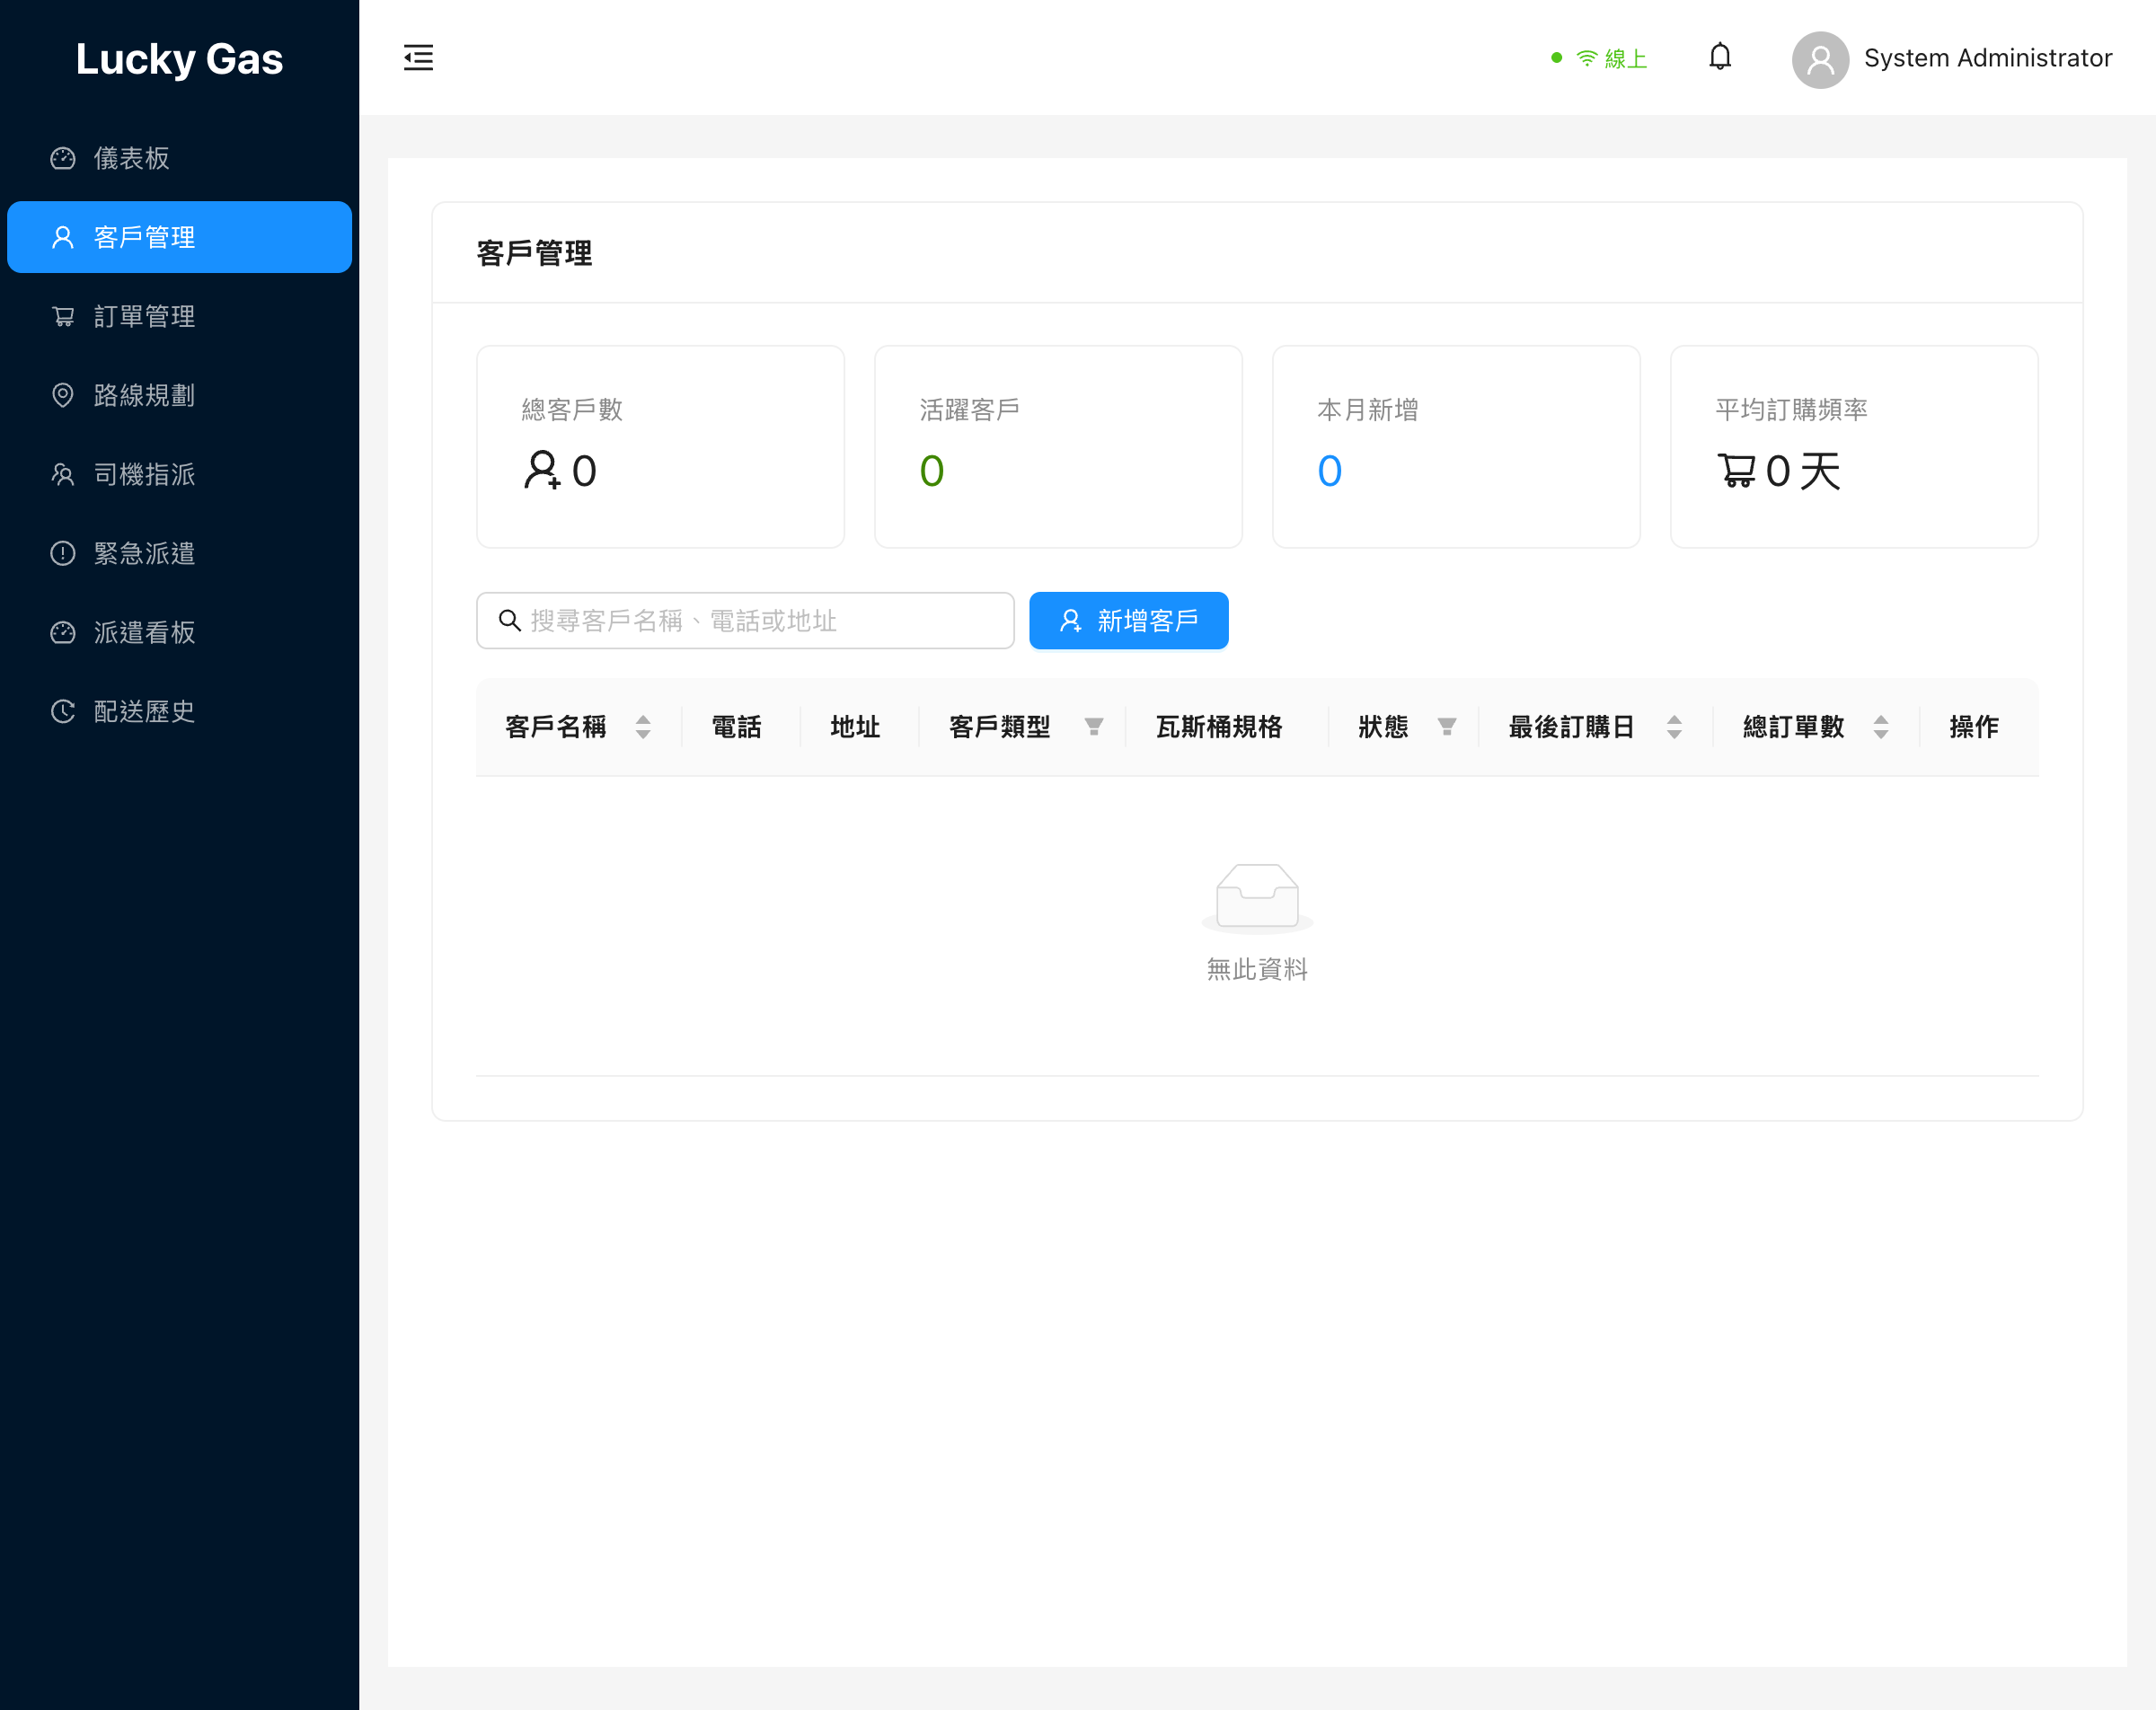 Lucky Gas
儀表板
客戶管理
訂單管理
路線規劃
司機指派
緊急派遣
派遣看板
配送歷史
線上
System Administrator
客戶管理
總客戶數
0
活躍客戶
0
本月新增
0
平均訂購頻率
0 天
搜尋客戶名稱、電話或地址
新增客戶
客戶名稱 電話 地址 客戶類型 瓦斯桶規格 狀態 最後訂購日 總訂單數 操作
無此資料